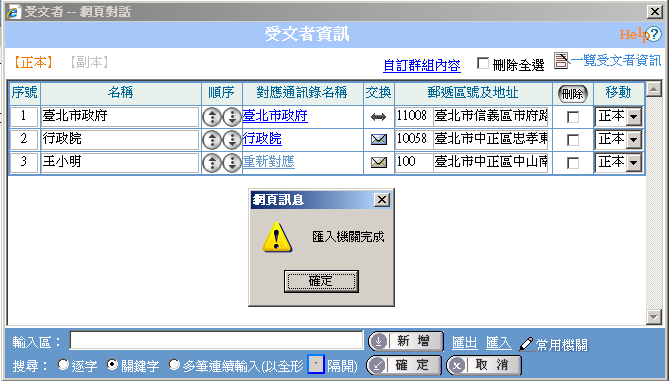 受文者 -- 網頁對話
受文者資訊 Help?
【正本】 【副本】
自訂群組內容 刪除全選 一覽受文者資訊
序號 名稱 順序 對應通訊錄名稱 交換 郵遞區號及地址 刪除 移動
1 臺北市政府 臺北市政府 11008 臺北市信義區市府路 正本
2 行政院 行政院 10058 臺北市中正區忠孝東 正本
3 王小明 重新對應 100 臺北市中正區中山南 正本
網頁訊息
匯入機關完成
確定
輸入區： 新增 匯出 匯入 常用機關
搜尋： 逐字 關鍵字 多筆連續輸入(以全形 、 隔開) 確定 取消